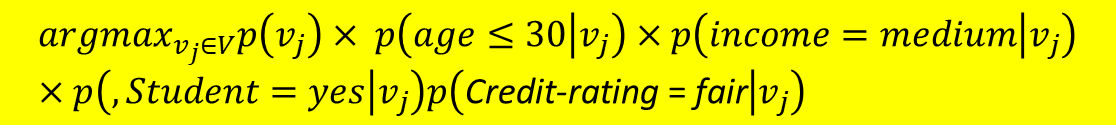 argmax_{v_j∈V}p(v_j) × p(age ≤ 30|v_j) × p(income = medium|v_j)
× p(,Student = yes|v_j)p(Credit-rating = fair|v_j)